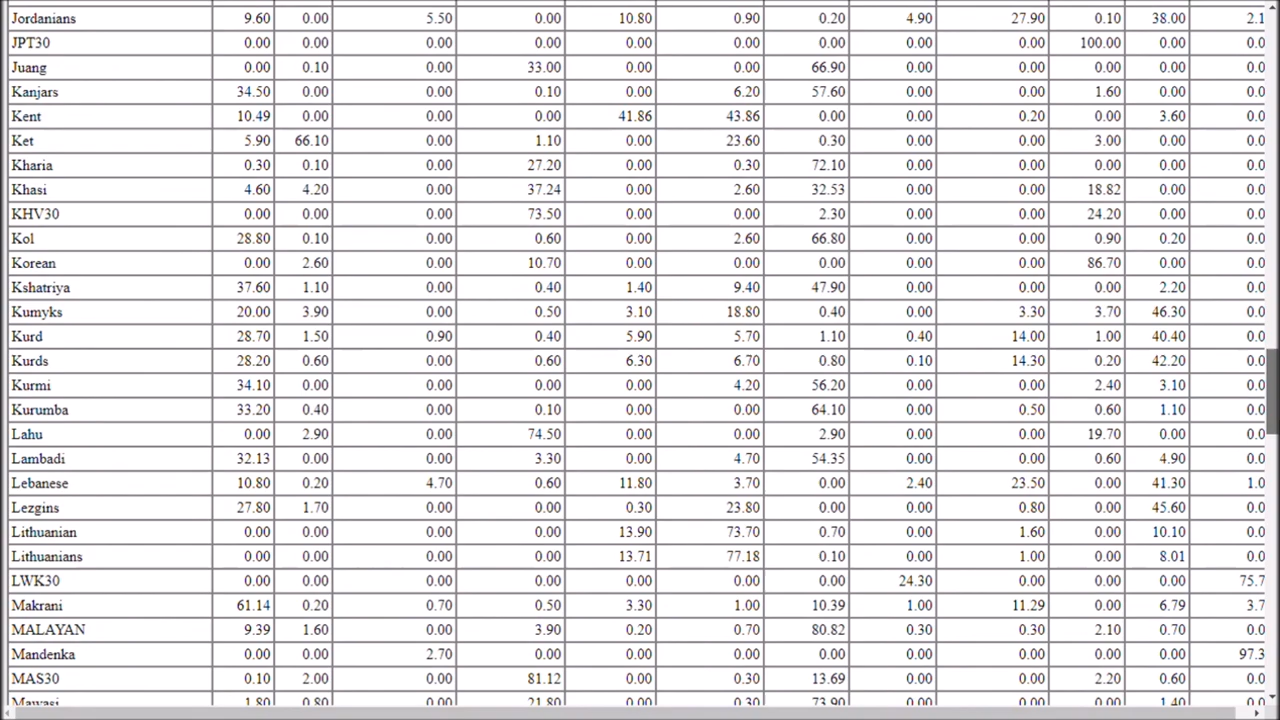 Jordanians 9.60 0.00 5.50 0.00 10.80 0.90 0.20 4.90 27.90 0.10 38.00 2.1
JPT30 0.00 0.00 0.00 0.00 0.00 0.00 0.00 0.00 0.00 100.00 0.00 0.0
Juang 0.00 0.10 0.00 33.00 0.00 0.00 66.90 0.00 0.00 0.00 0.00 0.0
Kanjars 34.50 0.00 0.00 0.10 0.00 6.20 57.60 0.00 0.00 1.60 0.00 0.0
Kent 10.49 0.00 0.00 0.00 41.86 43.86 0.00 0.00 0.20 0.00 3.60 0.0
Ket 5.90 66.10 0.00 1.10 0.00 23.60 0.30 0.00 0.00 3.00 0.00 0.0
Kharia 0.30 0.10 0.00 27.20 0.00 0.30 72.10 0.00 0.00 0.00 0.00 0.0
Khasi 4.60 4.20 0.00 37.24 0.00 2.60 32.53 0.00 0.00 18.82 0.00 0.0
KHV30 0.00 0.00 0.00 73.50 0.00 0.00 2.30 0.00 0.00 24.20 0.00 0.0
Kol 28.80 0.10 0.00 0.60 0.00 2.60 66.80 0.00 0.00 0.90 0.20 0.0
Korean 0.00 2.60 0.00 10.70 0.00 0.00 0.00 0.00 0.00 86.70 0.00 0.0
Kshatriya 37.60 1.10 0.00 0.40 1.40 9.40 47.90 0.00 0.00 0.00 2.20 0.0
Kumyks 20.00 3.90 0.00 0.50 3.10 18.80 0.40 0.00 3.30 3.70 46.30 0.0
Kurd 28.70 1.50 0.90 0.40 5.90 5.70 1.10 0.40 14.00 1.00 40.40 0.0
Kurds 28.20 0.60 0.00 0.60 6.30 6.70 0.80 0.10 14.30 0.20 42.20 0.0
Kurmi 34.10 0.00 0.00 0.00 0.00 4.20 56.20 0.00 0.00 2.40 3.10 0.0
Kurumba 33.20 0.40 0.00 0.10 0.00 0.00 64.10 0.00 0.50 0.60 1.10 0.0
Lahu 0.00 2.90 0.00 74.50 0.00 0.00 2.90 0.00 0.00 19.70 0.00 0.0
Lambadi 32.13 0.00 0.00 3.30 0.00 4.70 54.35 0.00 0.00 0.60 4.90 0.0
Lebanese 10.80 0.20 4.70 0.60 11.80 3.70 0.00 2.40 23.50 0.00 41.30 1.0
Lezgins 27.80 1.70 0.00 0.00 0.30 23.80 0.00 0.00 0.80 0.00 45.60 0.0
Lithuanian 0.00 0.00 0.00 0.00 13.90 73.70 0.70 0.00 1.60 0.00 10.10 0.0
Lithuanians 0.00 0.00 0.00 0.00 13.71 77.18 0.10 0.00 1.00 0.00 8.01 0.0
LWK30 0.00 0.00 0.00 0.00 0.00 0.00 0.00 24.30 0.00 0.00 0.00 75.7
Makrani 61.14 0.20 0.70 0.50 3.30 1.00 10.39 1.00 11.29 0.00 6.79 3.7
MALAYAN 9.39 1.60 0.00 3.90 0.20 0.70 80.82 0.30 0.30 2.10 0.70 0.0
Mandenka 0.00 0.00 2.70 0.00 0.00 0.00 0.00 0.00 0.00 0.00 0.00 97.3
MAS30 0.10 2.00 0.00 81.12 0.00 0.30 13.69 0.00 0.00 2.20 0.60 0.0
Mawasi 1.80 0.80 0.00 21.80 0.00 0.30 73.90 0.00 0.00 0.00 1.40 0.0